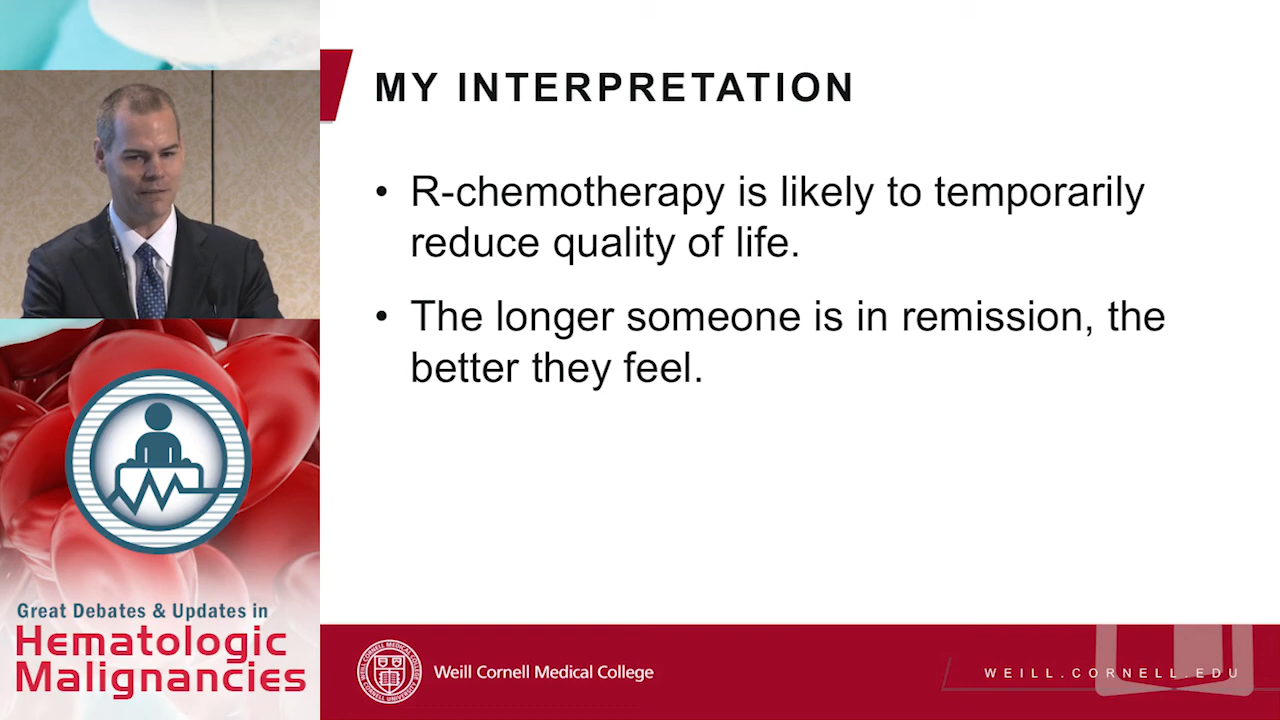 MY INTERPRETATION
• R-chemotherapy is likely to temporarily
reduce quality of life.
• The longer someone is in remission, the
better they feel.
Great Debates & Updates in
Hematologic
Malignancies
Weill Cornell Medical College
WEILL.CORNELL.EDU